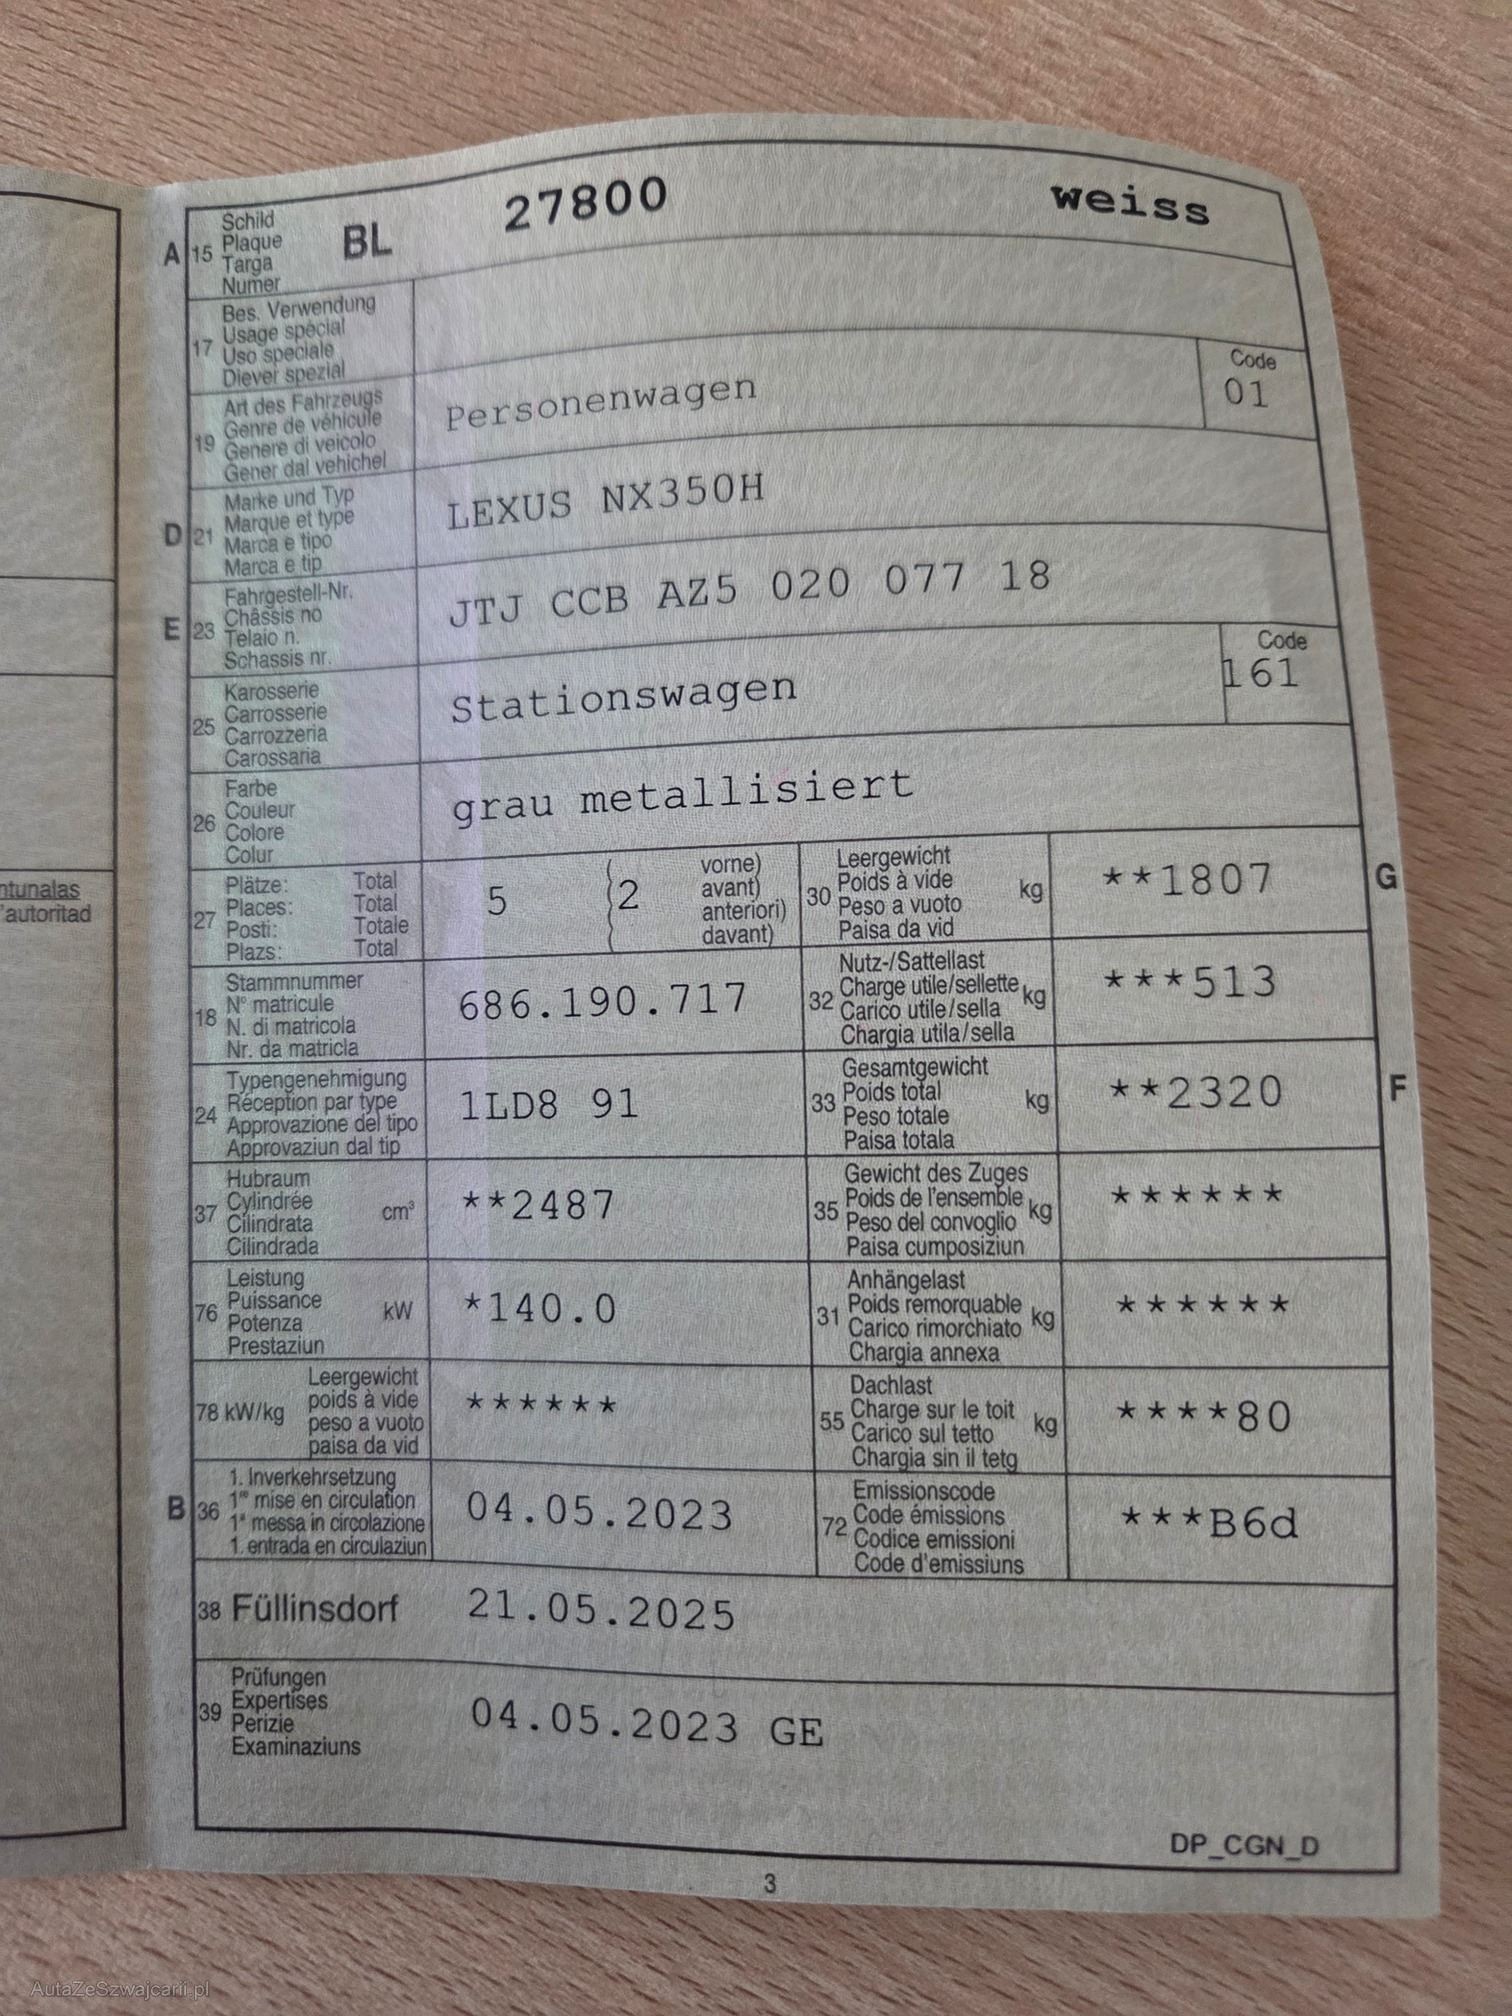 A 15 Schild Plaque Targa Numer BL 27800 weiss
17 Bes. Verwendung
Usage spécial
Uso speciale
Diever spezial
19 Art des Fahrzeugs
Genre de véhicule
Genere di veicolo
Gener dal vehichel
Personenwagen
Code
01
D 21 Marke und Typ
Marque et type
Marca e tipo
Marca e tip
LEXUS NX350H
E 23 Fahrgestell-Nr.
Châssis no
Telaio n.
Schassis nr.
JTJ CCB AZ5 020 077 18
25 Karosserie
Carrosserie
Carrozzeria
Carossaria
Stationswagen
Code
161
26 Farbe
Couleur
Colore
Colur
grau metallisiert
27 Plätze: Total
Places: Total
Posti: Totale
Plazs: Total
5 2
vorne)
avant)
anteriori)
davant)
30 Leergewicht
Poids à vide
Peso a vuoto
Paisa da vid
kg
**1807
G
18 Stammnummer
N° matricule
N. di matricola
Nr. da matricla
686.190.717
32 Nutz-/Sattellast
Charge utile/sellette
Carico utile/sella
Chargia utila/sella
kg
***513
24 Typengenehmigung
Réception par type
Approvazione del tipo
Approvaziun dal tip
1LD8 91
33 Gesamtgewicht
Poids total
Peso totale
Paisa totala
kg
**2320
F
37 Hubraum
Cylindrée
Cilindrata
Cilindrada
cm³
**2487
35 Gewicht des Zuges
Poids de l'ensemble
Peso del convoglio
Paisa cumposiziun
kg
******
76 Leistung
Puissance
Potenza
Prestaziun
kW
*140.0
31 Anhängelast
Poids remorquable
Carico rimorchiato
Chargia annexa
kg
******
78 kW/kg
Leergewicht
poids à vide
peso a vuoto
paisa da vid
******
55 Dachlast
Charge sur le toit
Carico sul tetto
Chargia sin il tetg
kg
****80
B 36 1. Inverkehrsetzung
1re mise en circulation
1a messa in circolazione
1. entrada en circulaziun
04.05.2023
72 Emissionscode
Code émissions
Codice emissioni
Code d'emissiuns
***B6d
38 Füllinsdorf 21.05.2025
39 Prüfungen
Expertises
Perizie
Examinaziuns
04.05.2023 GE
DP_CGN_D
3
ntunalas
'autoritad
AutaZeSzwajcarii.pl